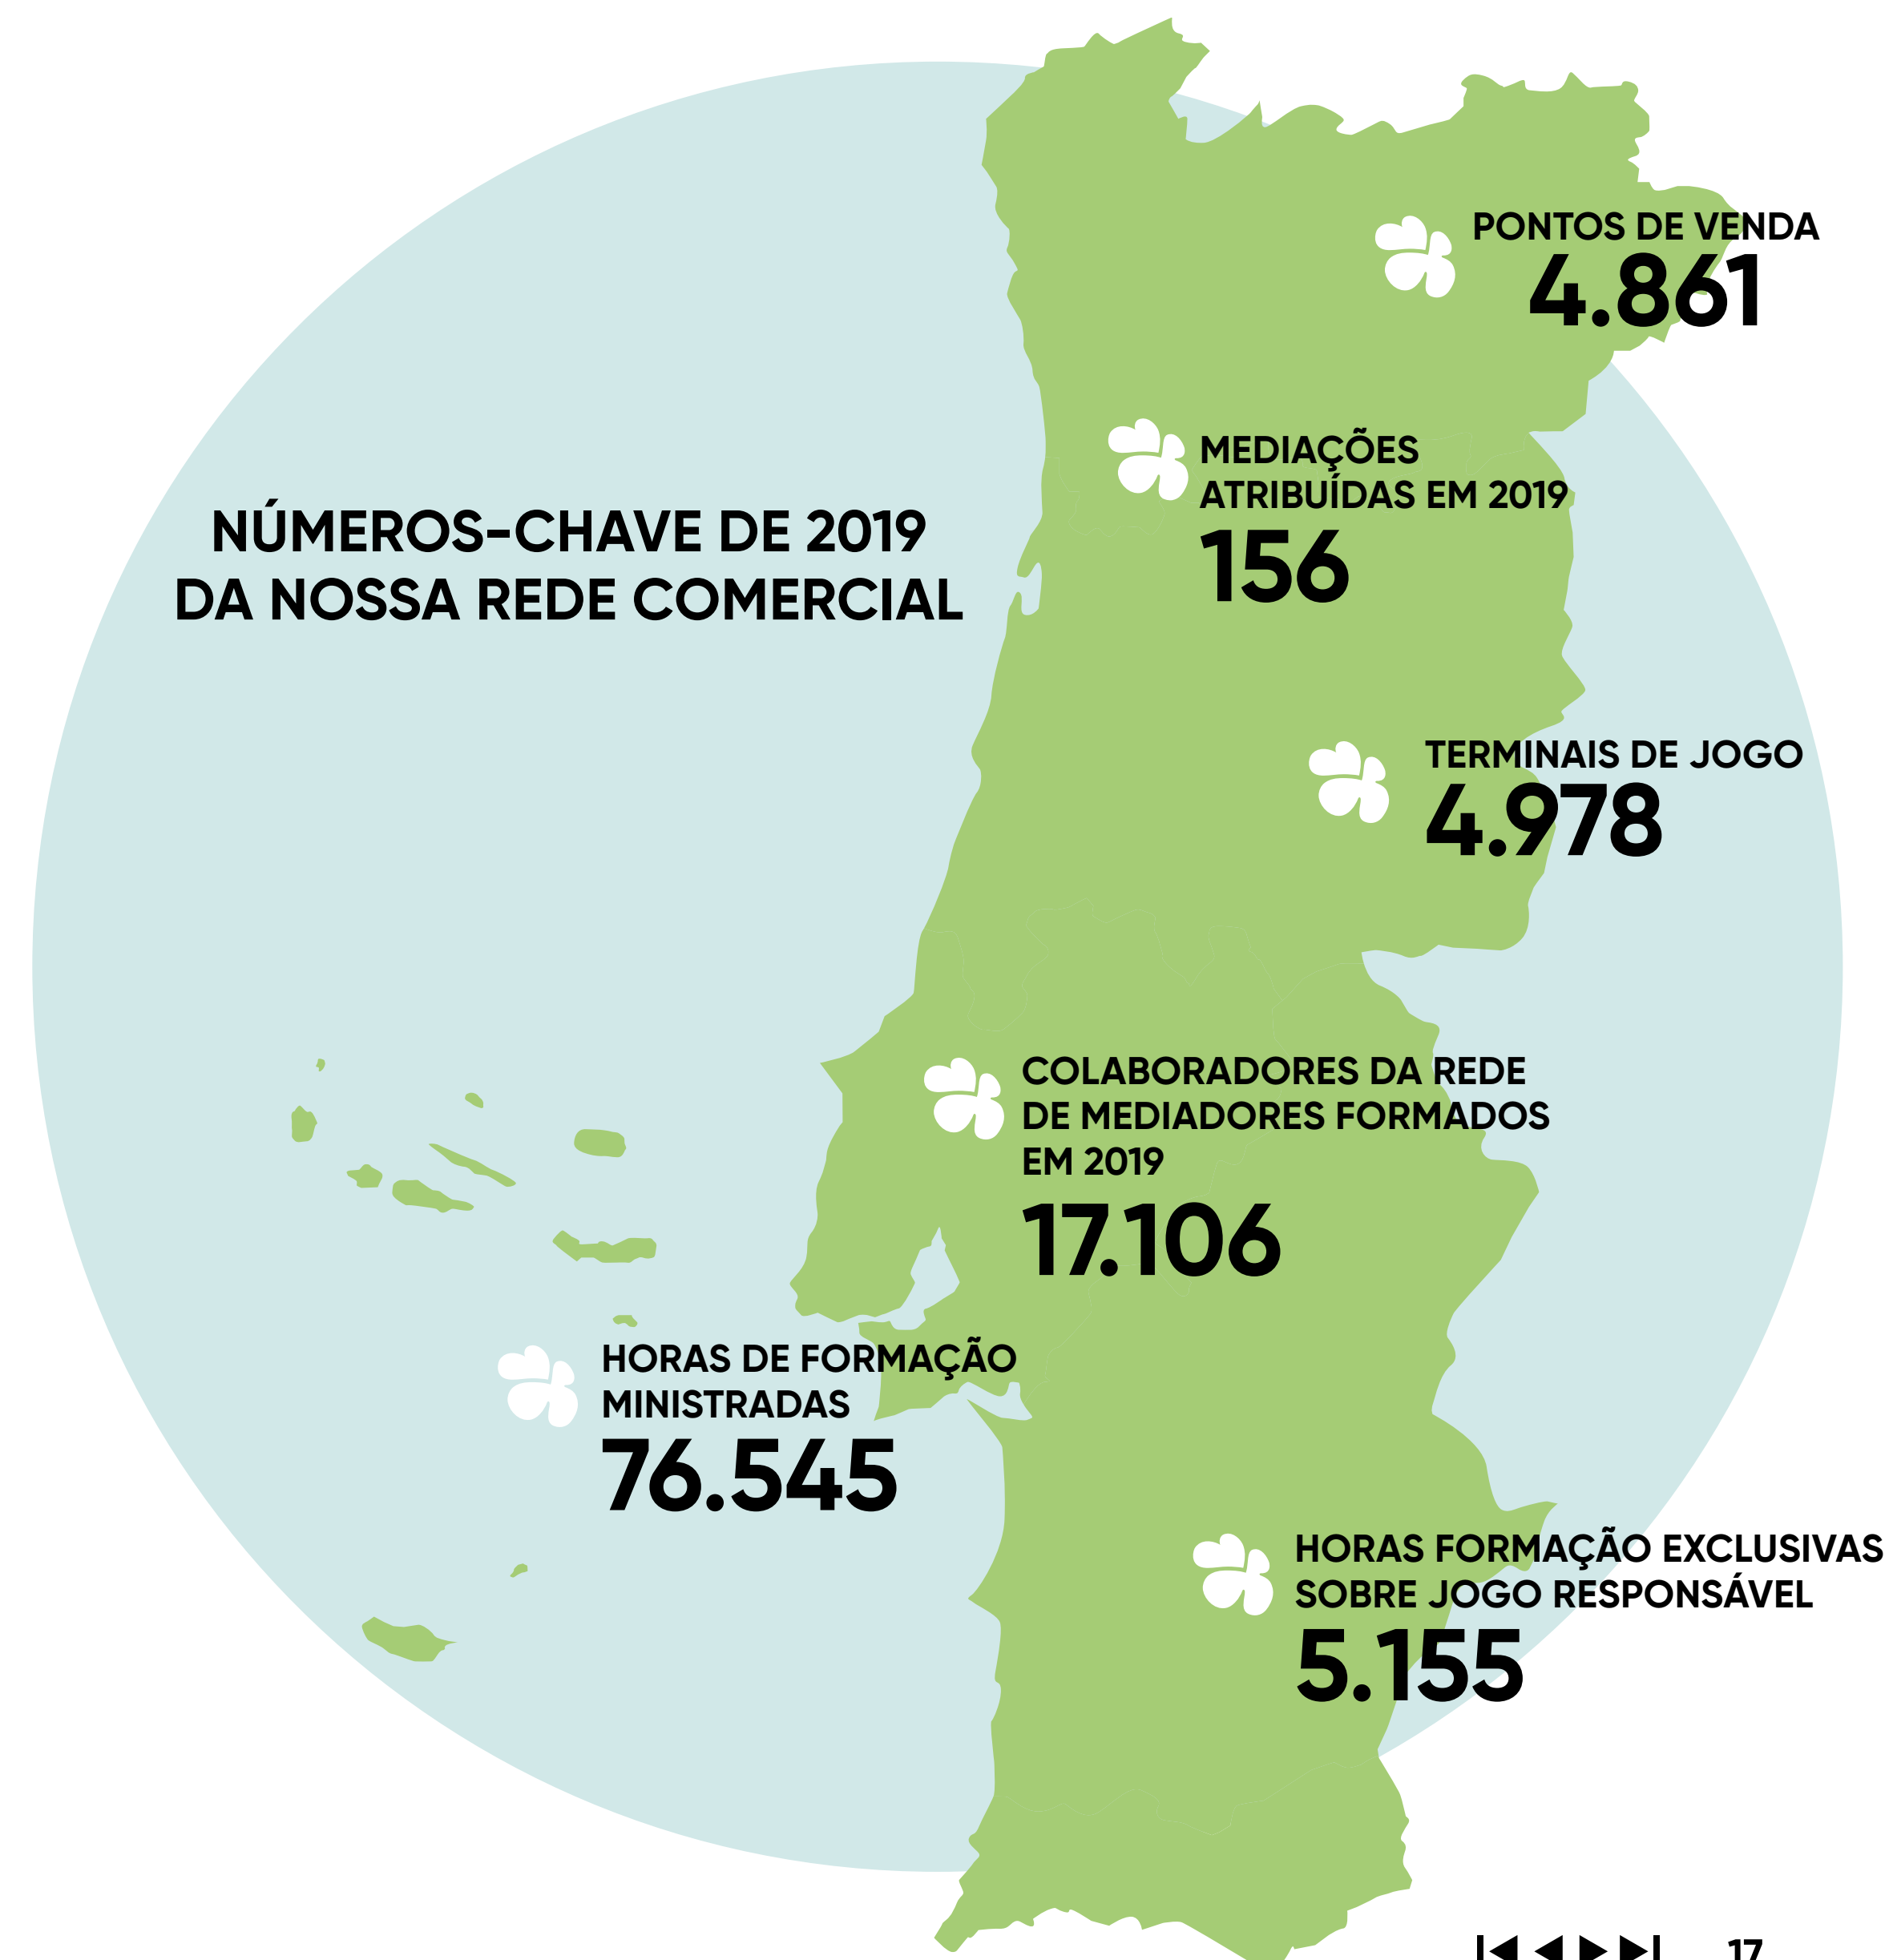 NÚMEROS-CHAVE DE 2019
DA NOSSA REDE COMERCIAL
PONTOS DE VENDA
4.861
MEDIAÇÕES
ATRIBUÍDAS EM 2019
156
TERMINAIS DE JOGO
4.978
COLABORADORES DA REDE
DE MEDIADORES FORMADOS
EM 2019
17.106
HORAS DE FORMAÇÃO
MINISTRADAS
76.545
HORAS FORMAÇÃO EXCLUSIVAS
SOBRE JOGO RESPONSÁVEL
5.155
17